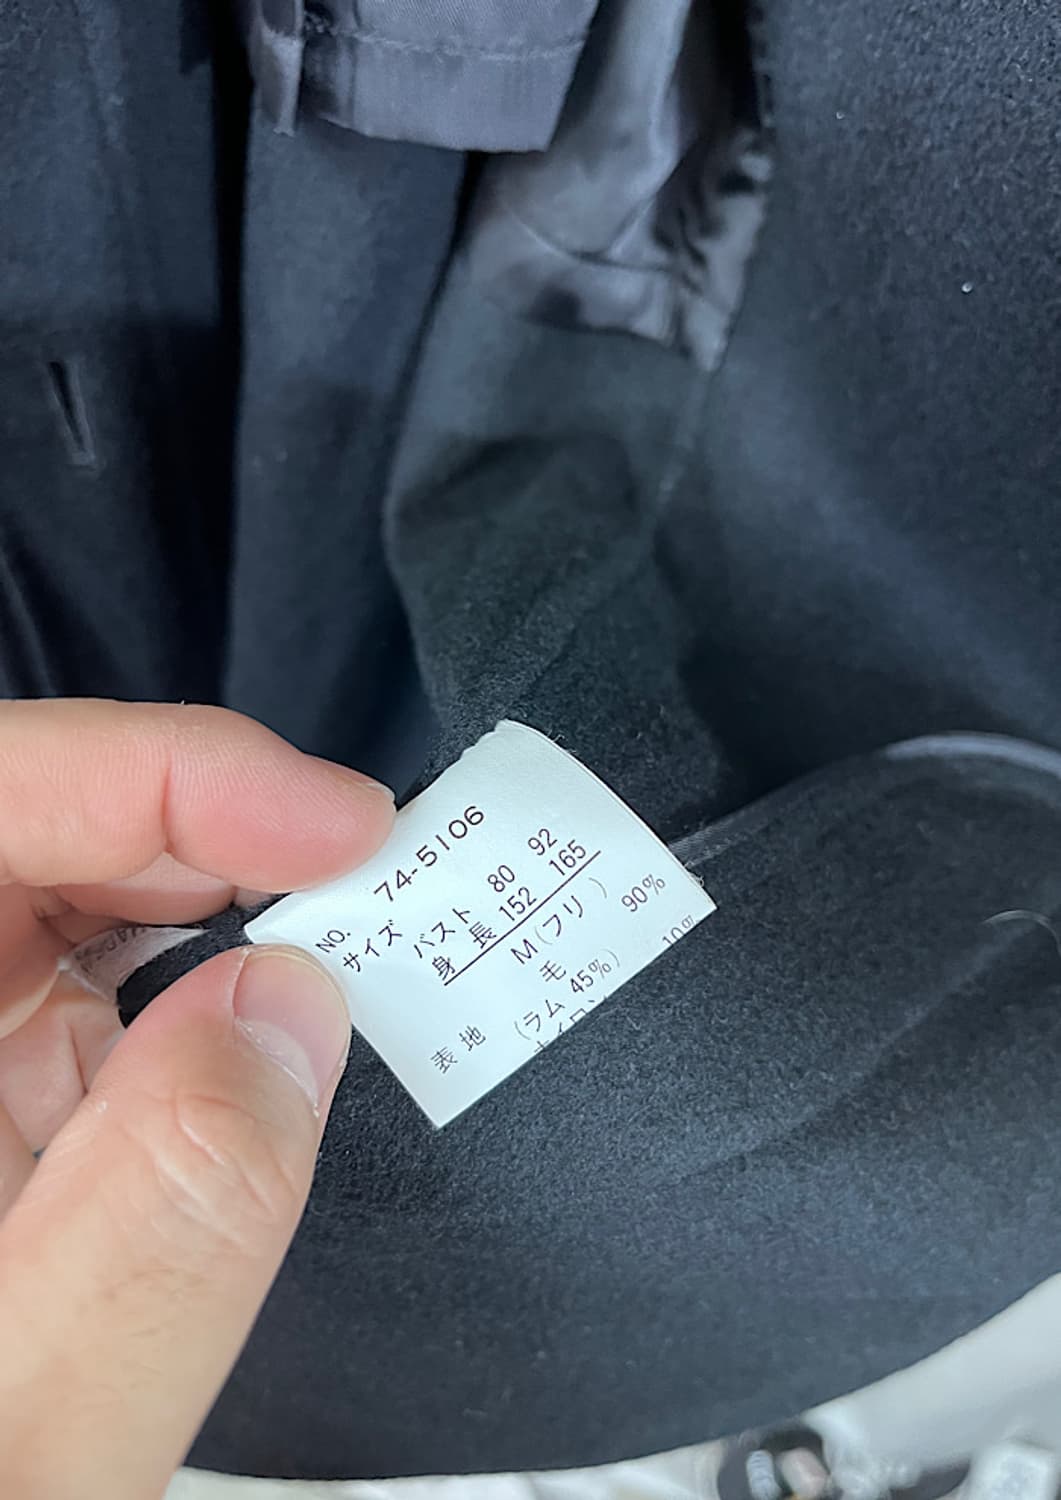 NO. 74-5106
サイズ
バスト 80 92
身長 152 165
M(フリ )
表地 毛 90%
(ラム 45%)